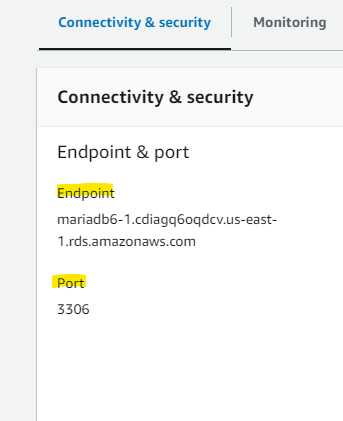 Connectivity & security
Monitoring
Connectivity & security
Endpoint & port
Endpoint
mariadb6-1.cdiagq6oqdcv.us-east-
1.rds.amazonaws.com
Port
3306